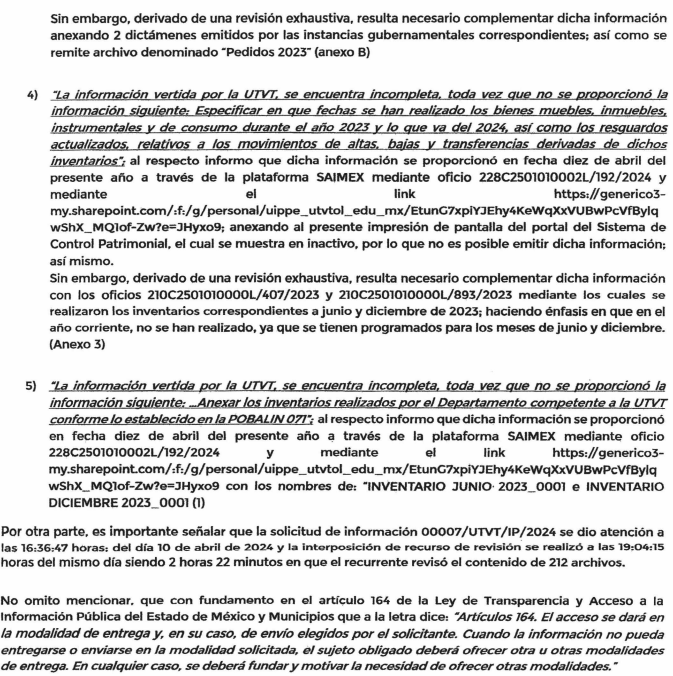 Sin embargo, derivado de una revisión exhaustiva, resulta necesario complementar dicha información
anexando 2 dictámenes emitidos por las instancias gubernamentales correspondientes; así como se
remite archivo denominado "Pedidos 2023" (anexo B)
4) "La información vertida por la UTVT, se encuentra incompleta, toda vez que no se proporcionó la
información siguiente: Especificar en que fechas se han realizado los bienes muebles, inmuebles,
instrumentales y de consumo durante el año 2023 y lo que va del 2024, así como los resguardos
actualizados, relativos a los movimientos de altas, bajas y transferencias derivadas de dichos
inventarios"; al respecto informo que dicha información se proporcionó en fecha diez de abril del
presente año a través de la plataforma SAIMEX mediante oficio 228C2501010002L/192/2024 y
mediante el link https://generico3-
my.sharepoint.com/:f:/g/personal/uippe_utvtol_edu_mx/EtunG7xpiYJEhy4KeWqXxVUBwPcVfByIq
wShX_MQ1of-Zw?e=JHyxo9; anexando al presente impresión de pantalla del portal del Sistema de
Control Patrimonial, el cual se muestra en inactivo, por lo que no es posible emitir dicha información;
así mismo.
Sin embargo, derivado de una revisión exhaustiva, resulta necesario complementar dicha información
con los oficios 210C2501010000L/407/2023 y 210C2501010000L/893/2023 mediante los cuales se
realizaron los inventarios correspondientes a junio y diciembre de 2023; haciendo énfasis en que en el
año corriente, no se han realizado, ya que se tienen programados para los meses de junio y diciembre.
(Anexo 3)
5) "La información vertida por la UTVT, se encuentra incompleta, toda vez que no se proporcionó la
información siguiente: ...Anexar los inventarios realizados por el Departamento competente a la UTVT
conforme lo establecido en la POBALIN 071"; al respecto informo que dicha información se proporcionó
en fecha diez de abril del presente año a través de la plataforma SAIMEX mediante oficio
228C2501010002L/192/2024 y mediante el link https://generico3-
my.sharepoint.com/:f:/g/personal/uippe_utvtol_edu_mx/EtunG7xpiYJEhy4KeWqXxVUBwPcVfByIq
wShX_MQ1of-Zw?e=JHyxo9 con los nombres de: "INVENTARIO JUNIO 2023_0001 e INVENTARIO
DICIEMBRE 2023_0001 (1)
Por otra parte, es importante señalar que la solicitud de información 00007/UTVT/IP/2024 se dio atención a
las 16:36:47 horas; del día 10 de abril de 2024 y la interposición de recurso de revisión se realizó a las 19:04:15
horas del mismo día siendo 2 horas 22 minutos en que el recurrente revisó el contenido de 212 archivos.
No omito mencionar, que con fundamento en el artículo 164 de la Ley de Transparencia y Acceso a la
Información Pública del Estado de México y Municipios que a la letra dice: "Artículos 164. El acceso se dará en
la modalidad de entrega y, en su caso, de envío elegidos por el solicitante. Cuando la información no pueda
entregarse o enviarse en la modalidad solicitada, el sujeto obligado deberá ofrecer otra u otras modalidades
de entrega. En cualquier caso, se deberá fundar y motivar la necesidad de ofrecer otras modalidades."